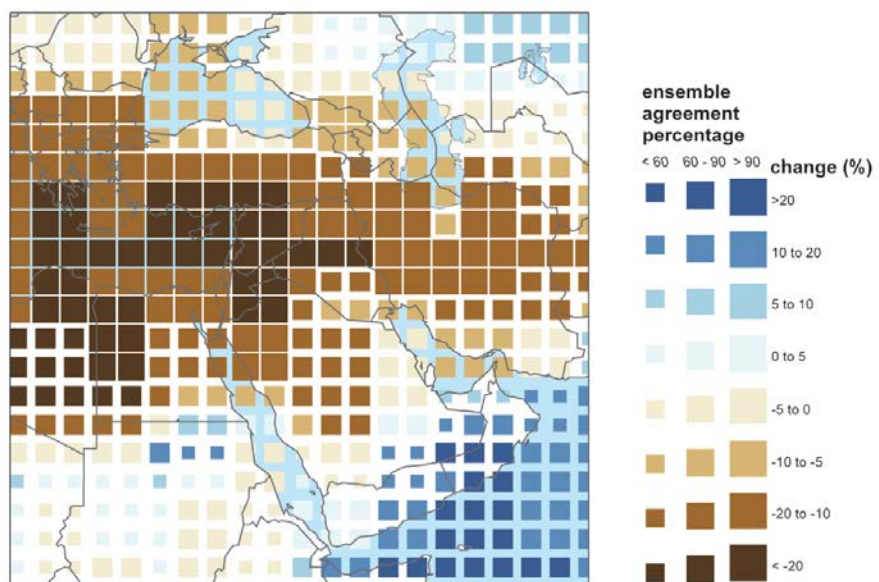 ensemble
agreement
percentage
< 60 60 - 90 > 90 change (%)
>20
10 to 20
5 to 10
0 to 5
-5 to 0
-10 to -5
-20 to -10
< -20